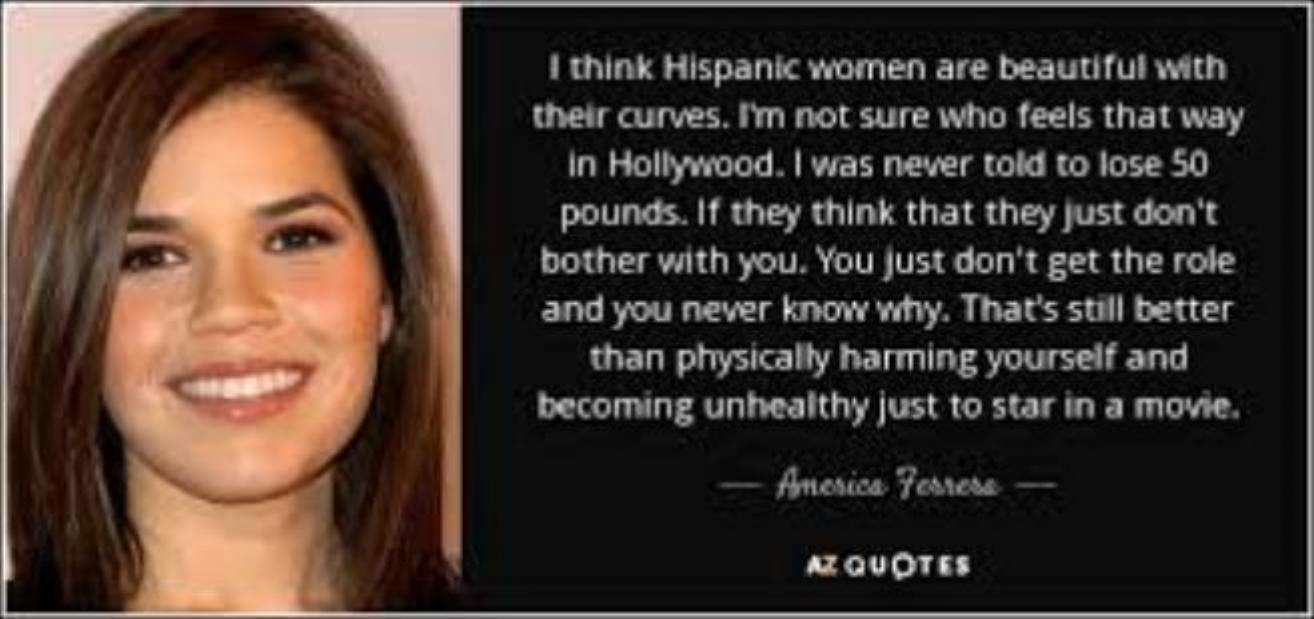 I think Hispanic women are beautiful with
their curves. I'm not sure who feels that way
in Hollywood. I was never told to lose 50
pounds. If they think that they just don't
bother with you. You just don't get the role
and you never know why. That's still better
than physically harming yourself and
becoming unhealthy just to star in a movie.
— America Ferrera —
AZ QUOTES